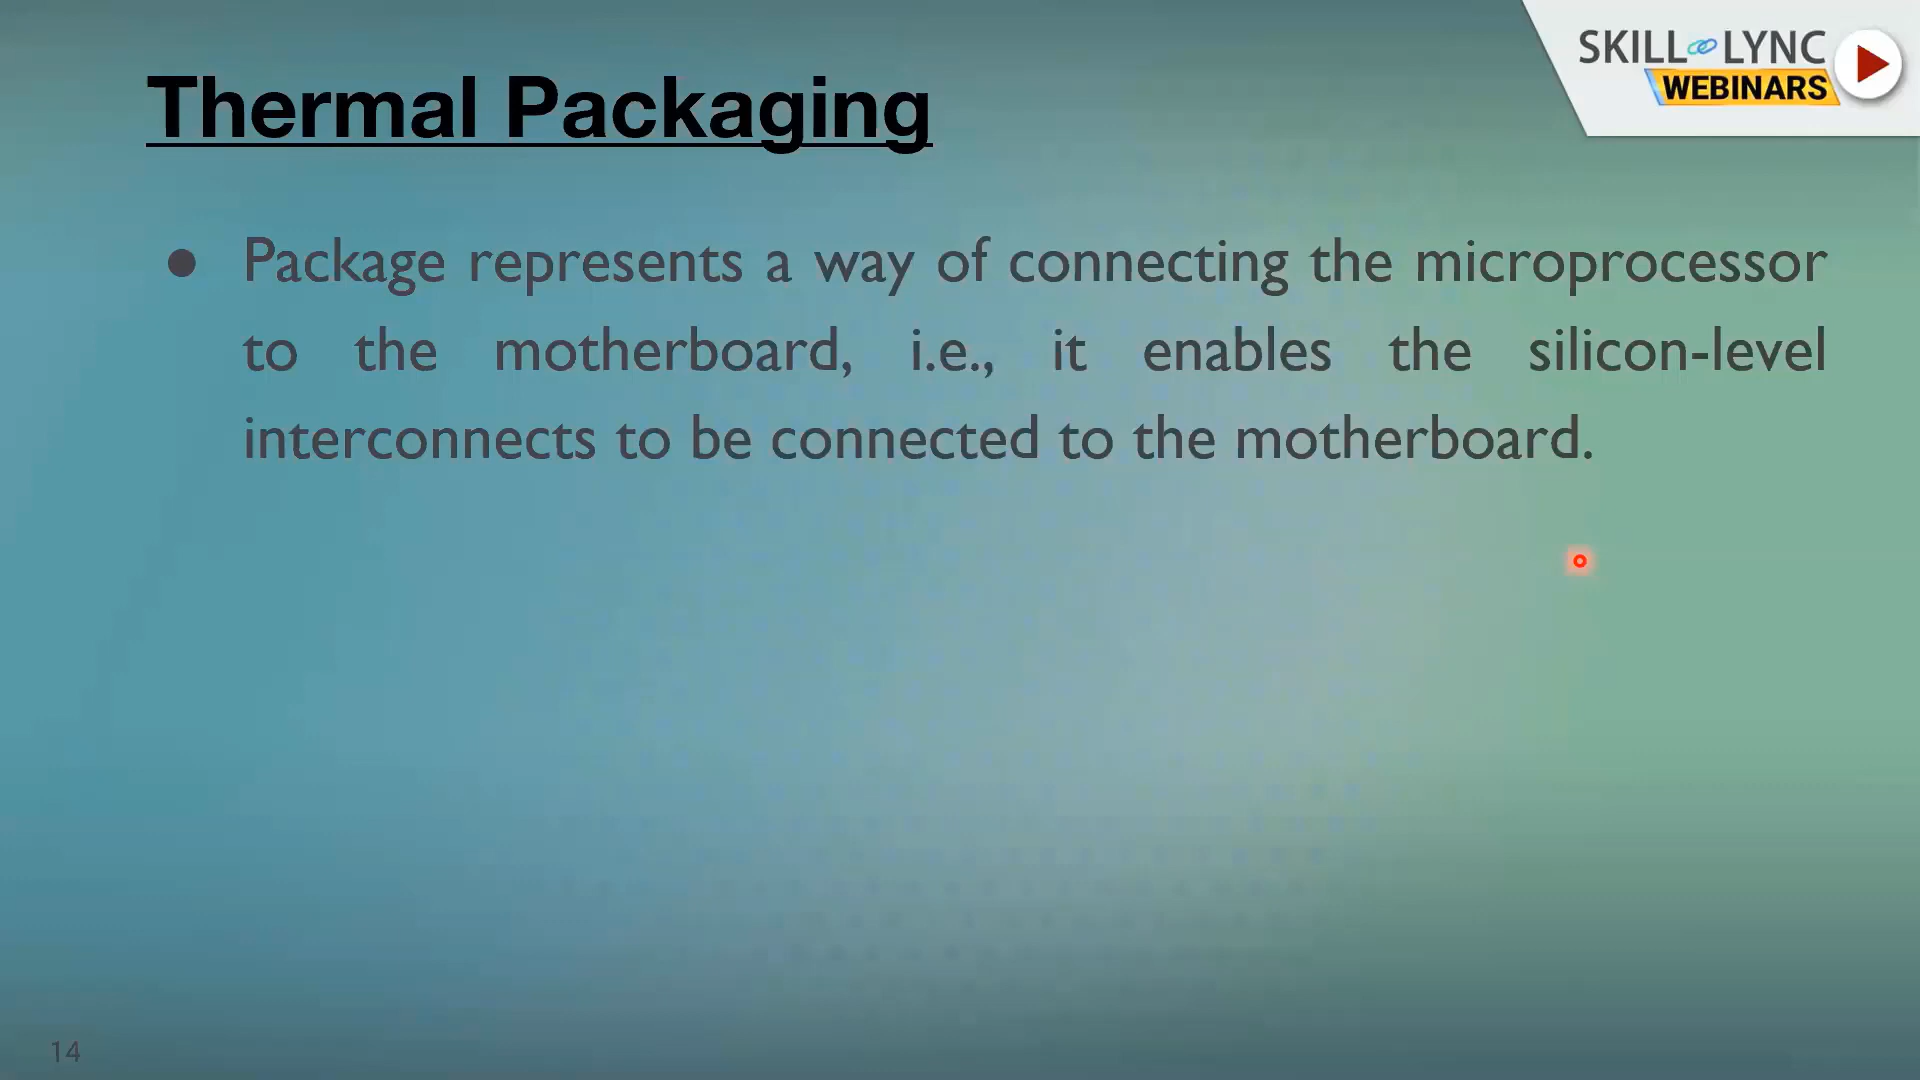 SKILL LYNC
WEBINARS
Thermal Packaging
● Package represents a way of connecting the microprocessor
to the motherboard, i.e., it enables the silicon-level
interconnects to be connected to the motherboard.
14